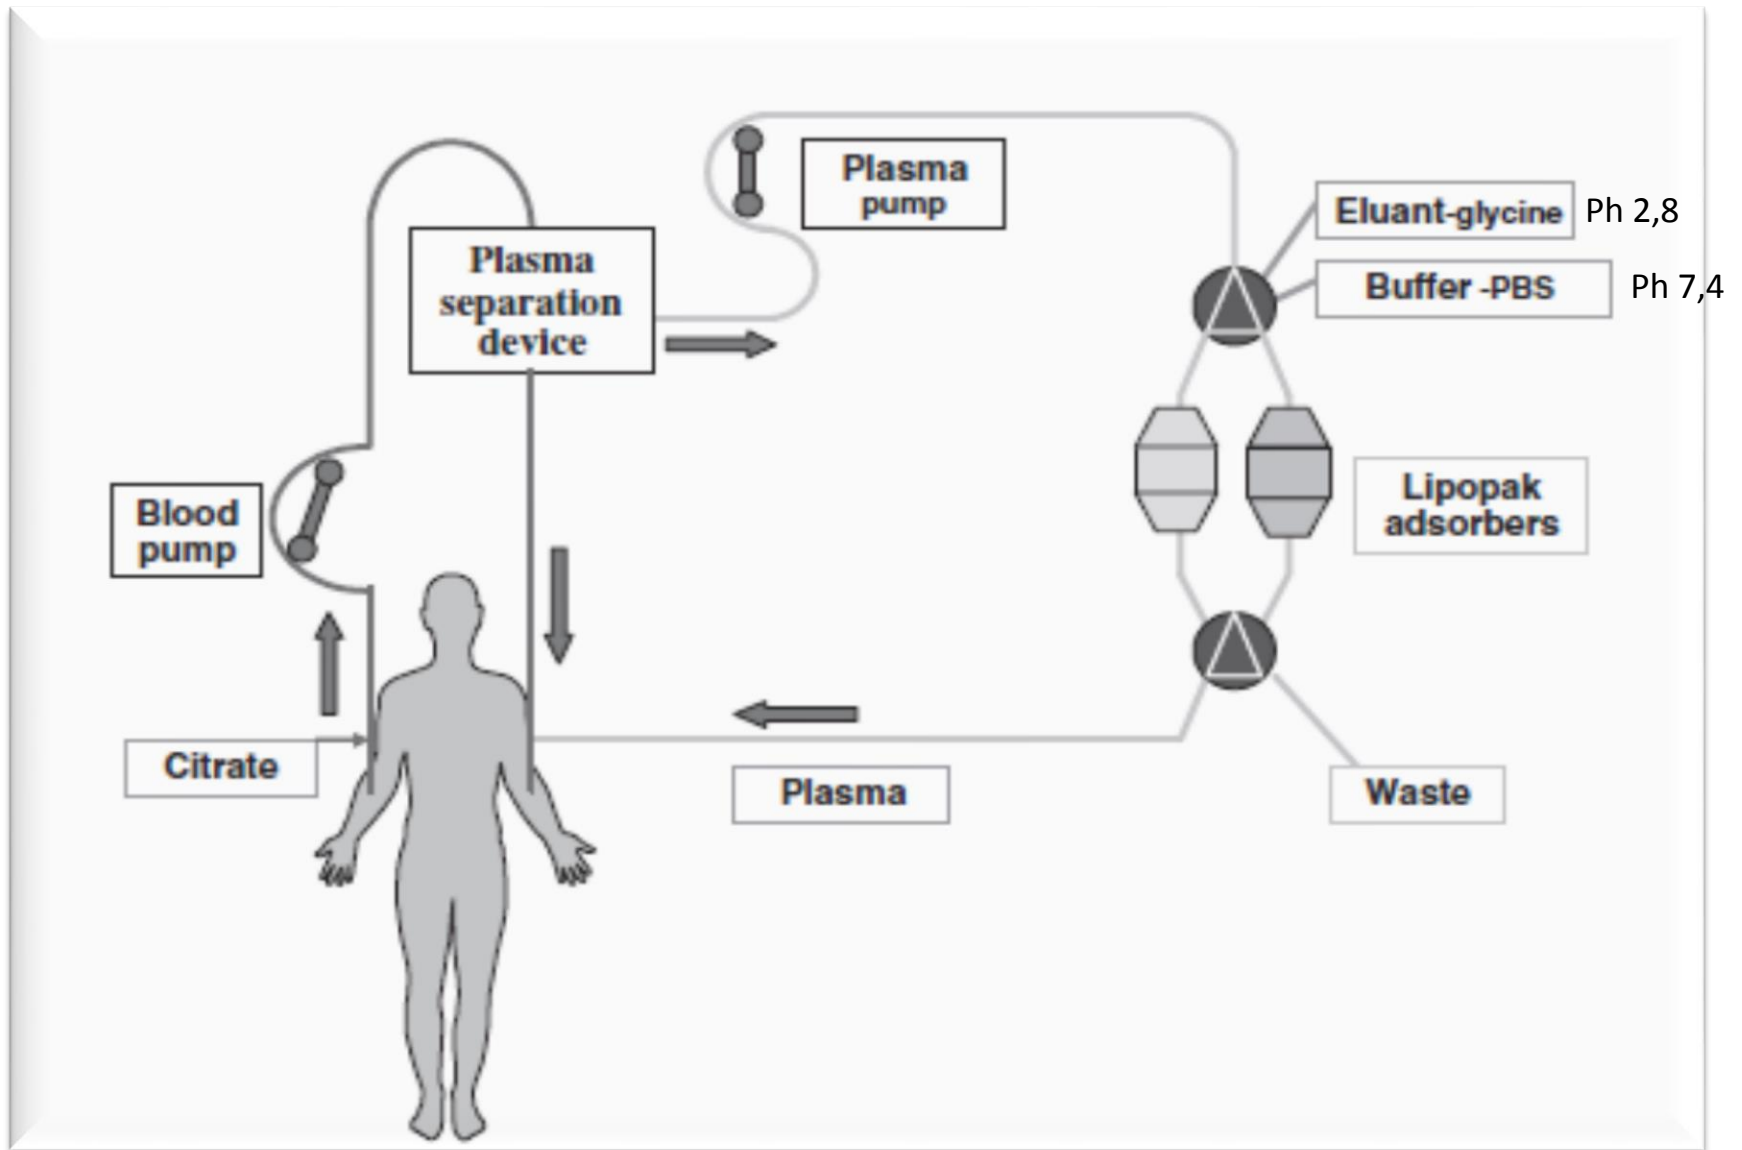 Plasma
pump
Eluant-glycine Ph 2,8
Buffer -PBS Ph 7,4
Plasma
separation
device
Blood
pump
Lipopak
adsorbers
Citrate
Plasma
Waste